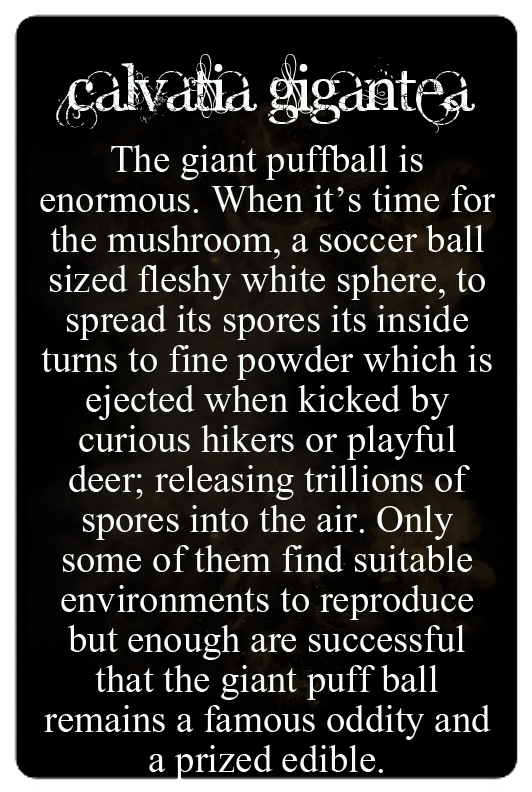 calvatia gigantea
The giant puffball is
enormous. When it’s time for
the mushroom, a soccer ball
sized fleshy white sphere, to
spread its spores its inside
turns to fine powder which is
ejected when kicked by
curious hikers or playful
deer; releasing trillions of
spores into the air. Only
some of them find suitable
environments to reproduce
but enough are successful
that the giant puff ball
remains a famous oddity and
a prized edible.